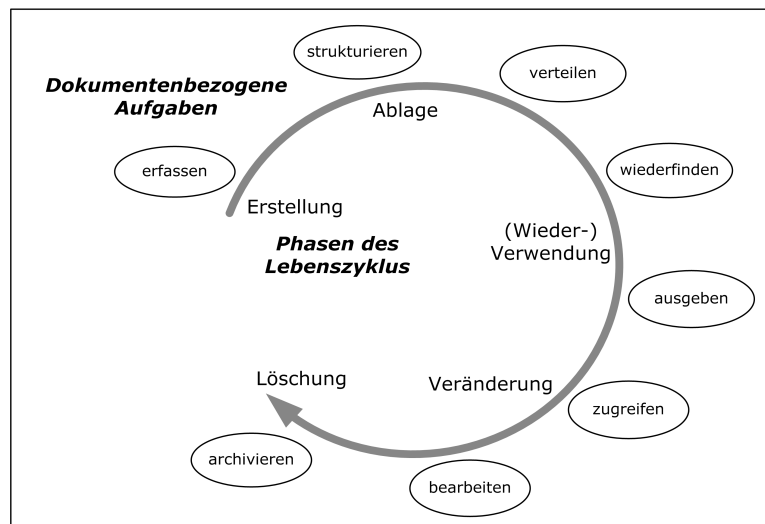 strukturieren
verteilen
Dokumentenbezogene
Aufgaben
Ablage
erfassen
wiederfinden
Erstellung
(Wieder-)
Verwendung
Phasen des
Lebenszyklus
ausgeben
Löschung
Veränderung
zugreifen
archivieren
bearbeiten